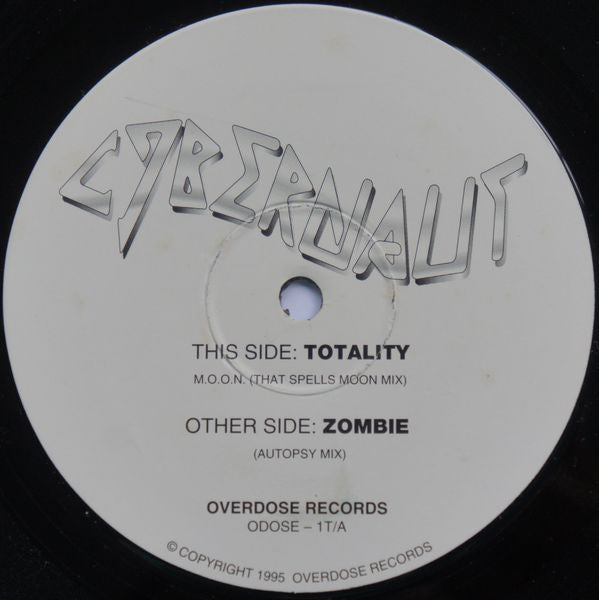 CYBERNAUT
THIS SIDE: TOTALITY
M.O.O.N. (THAT SPELLS MOON MIX)
OTHER SIDE: ZOMBIE
(AUTOPSY MIX)
OVERDOSE RECORDS
ODOSE – 1T/A
© COPYRIGHT 1995 OVERDOSE RECORDS